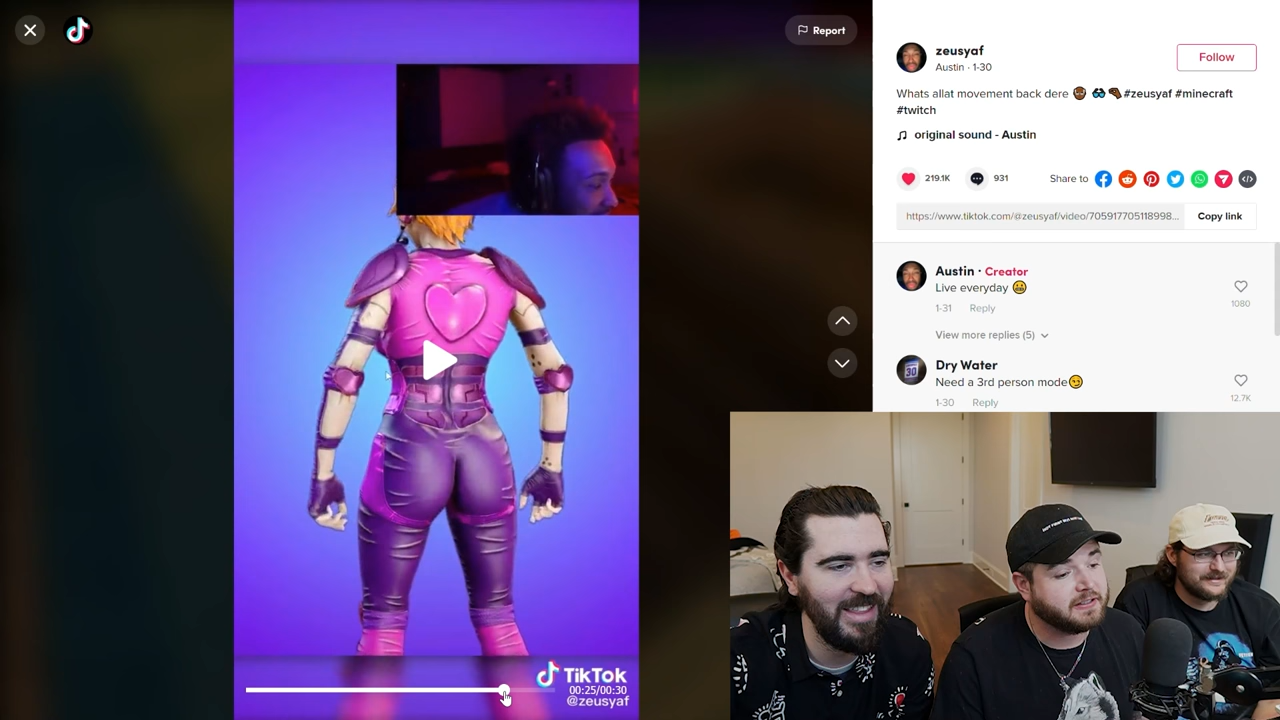 Report
zeusyaf
Austin · 1-30
Follow
Whats allat movement back dere #zeusyaf #minecraft
#twitch
original sound - Austin
219.1K
931
Share to
https://www.tiktok.com/@zeusyaf/video/705917705118998...
Copy link
Austin · Creator
Live everyday
1-31 Reply
1080
View more replies (5)
30
Dry Water
Need a 3rd person mode
1-30 Reply
12.7K
TikTok
00:25/00:30
@zeusyaf